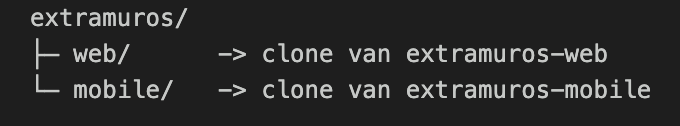 extramuros/
├─ web/     -> clone van extramuros-web
└─ mobile/  -> clone van extramuros-mobile